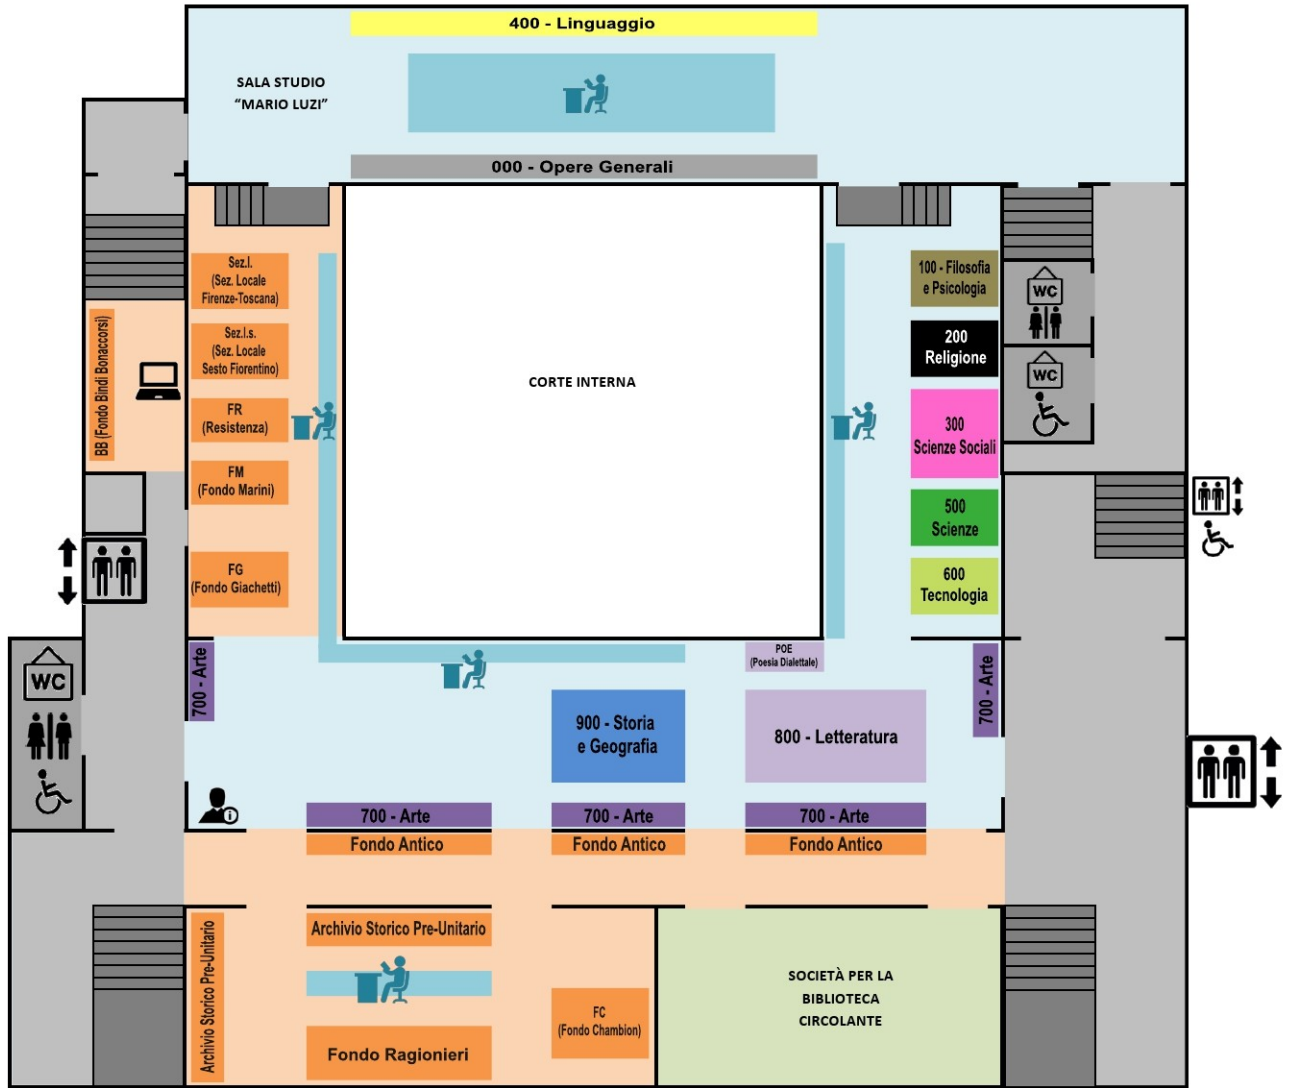 400 - Linguaggio
SALA STUDIO
“MARIO LUZI”
000 - Opere Generali
Sez.l.
(Sez. Locale
Firenze-Toscana)
Sez.l.s.
(Sez. Locale
Sesto Fiorentino)
FR
(Resistenza)
FM
(Fondo Marini)
FG
(Fondo Giachetti)
BB (Fondo Bindi Bonaccorsi)
CORTE INTERNA
100 - Filosofia
e Psicologia
200
Religione
300
Scienze Sociali
500
Scienze
600
Tecnologia
WC
WC
WC
700 - Arte
POE
(Poesia Dialettale)
700 - Arte
900 - Storia
e Geografia
800 - Letteratura
700 - Arte
700 - Arte
700 - Arte
Fondo Antico
Fondo Antico
Fondo Antico
Archivio Storico Pre-Unitario
Archivio Storico Pre-Unitario
Fondo Ragionieri
FC
(Fondo Chambion)
SOCIETÀ PER LA
BIBLIOTECA
CIRCOLANTE